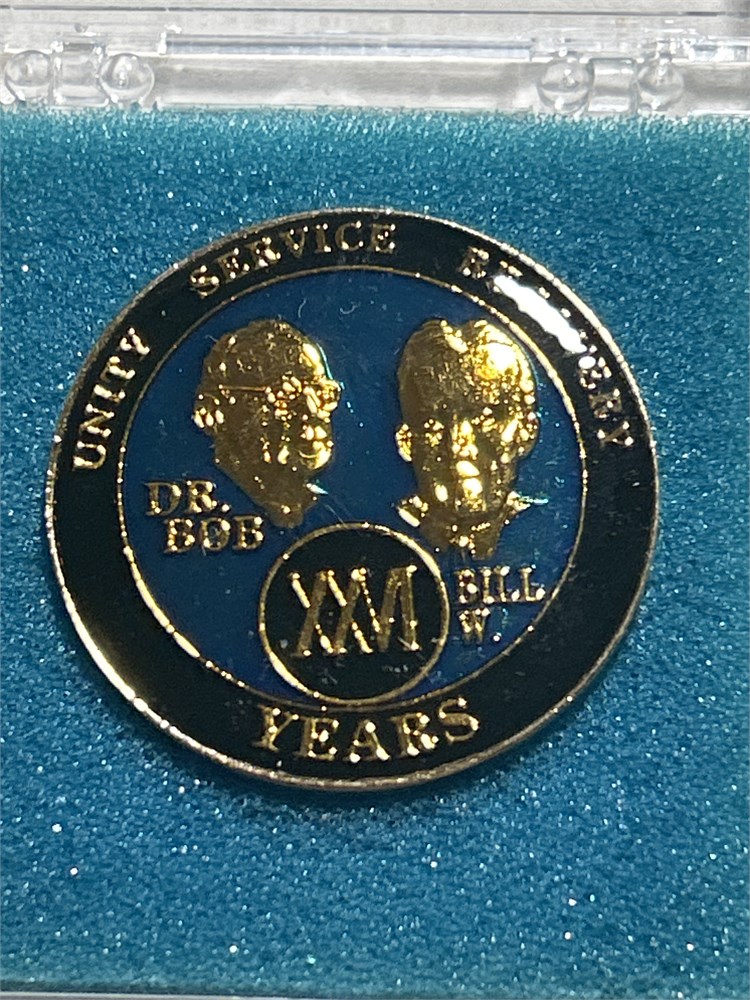 UNITY SERVICE RECOVERY
DR.
BOB
BILL
W.
XXVI
YEARS